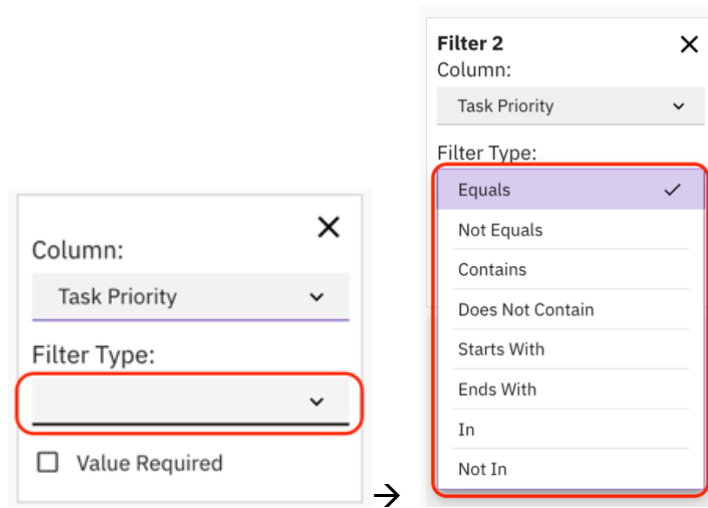 Column:
Task Priority
Filter Type:
Value Required
→
Filter 2
Column:
Task Priority
Filter Type:
Equals
Not Equals
Contains
Does Not Contain
Starts With
Ends With
In
Not In